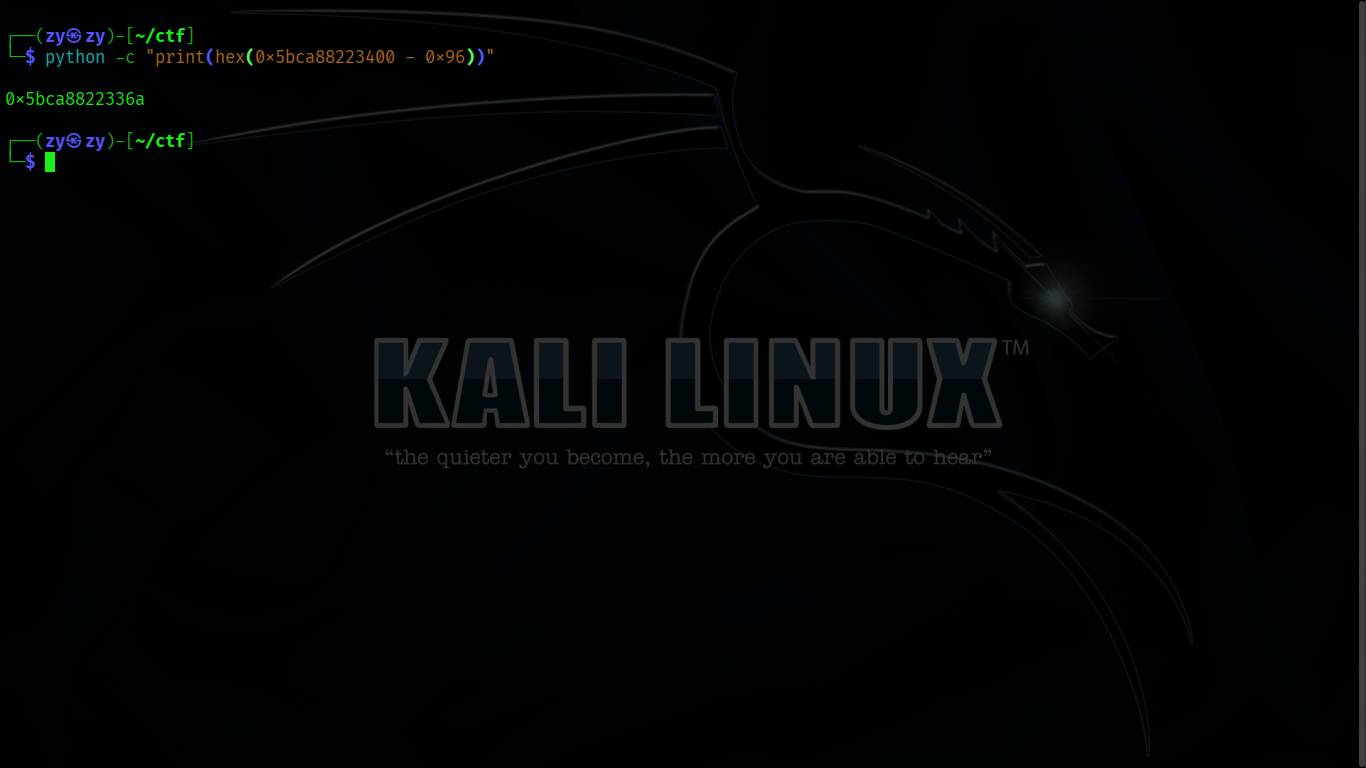 ┌──(zy㉿zy)-[~/ctf]
└─$ python -c "print(hex(0×5bca88223400 - 0×96))"
0×5bca8822336a
┌──(zy㉿zy)-[~/ctf]
└─$
KALI LINUX™
“the quieter you become, the more you are able to hear”